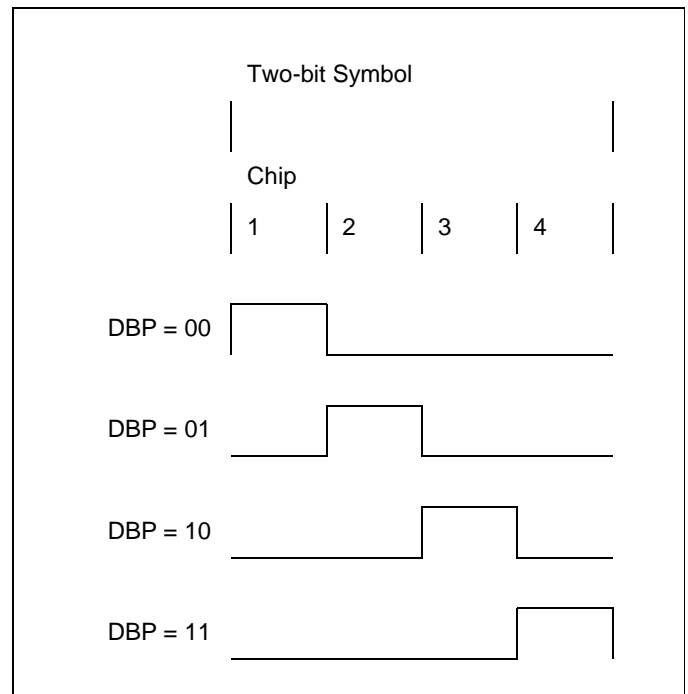 Two-bit Symbol
Chip
1 2 3 4
DBP = 00
DBP = 01
DBP = 10
DBP = 11